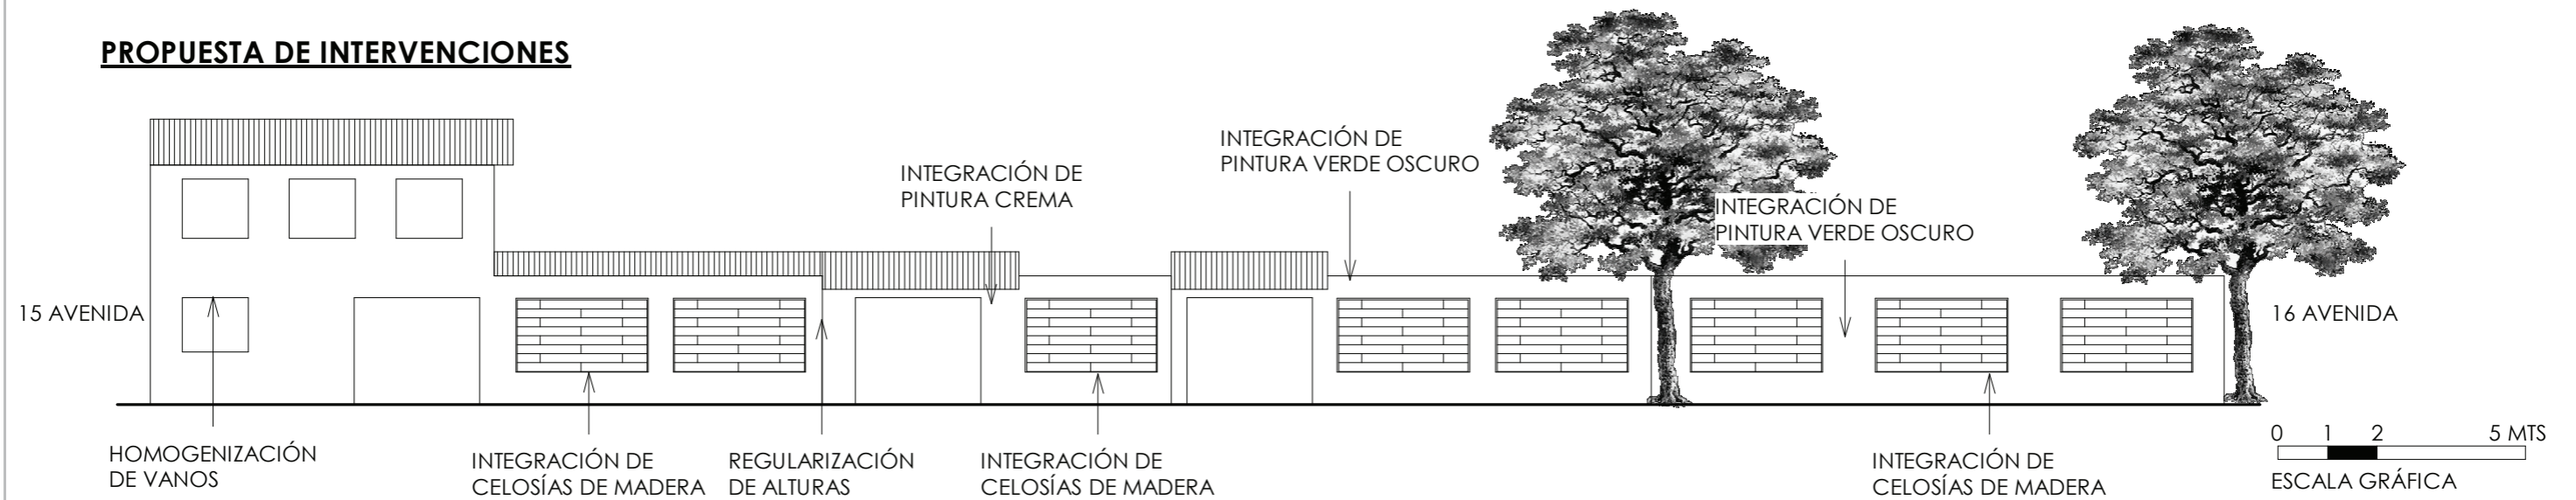 PROPUESTA DE INTERVENCIONES
INTEGRACIÓN DE
PINTURA CREMA
INTEGRACIÓN DE
PINTURA VERDE OSCURO
INTEGRACIÓN DE
PINTURA VERDE OSCURO
15 AVENIDA
16 AVENIDA
HOMOGENIZACIÓN
DE VANOS
INTEGRACIÓN DE
CELOSÍAS DE MADERA
REGULARIZACIÓN
DE ALTURAS
INTEGRACIÓN DE
CELOSÍAS DE MADERA
INTEGRACIÓN DE
CELOSÍAS DE MADERA
0 1 2 5 MTS
ESCALA GRÁFICA